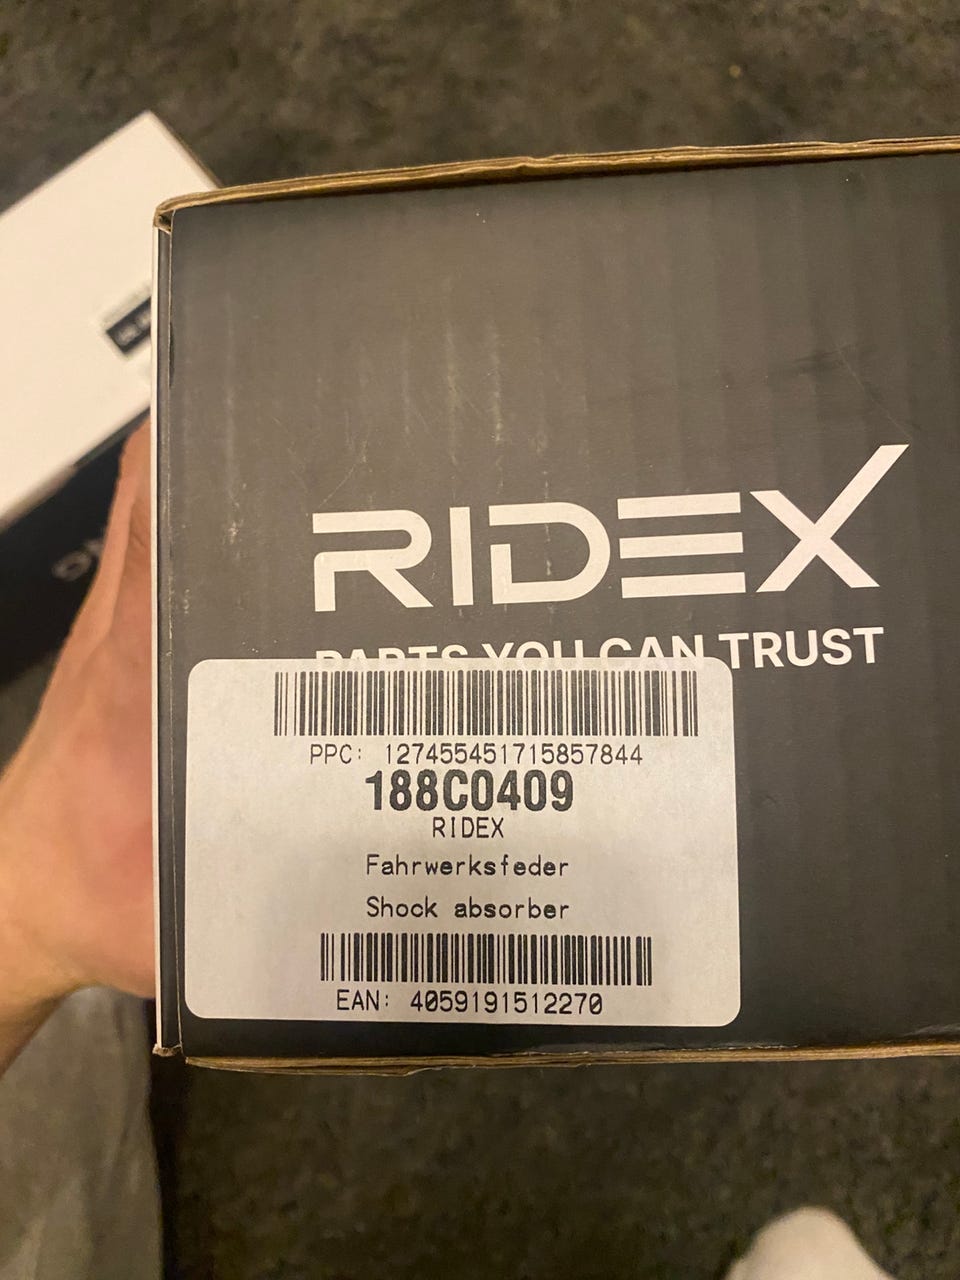 RIDEX
PARTS YOU CAN TRUST
PPC: 127455451715857844
188C0409
RIDEX
Fahrwerksfeder
Shock absorber
EAN: 4059191512270